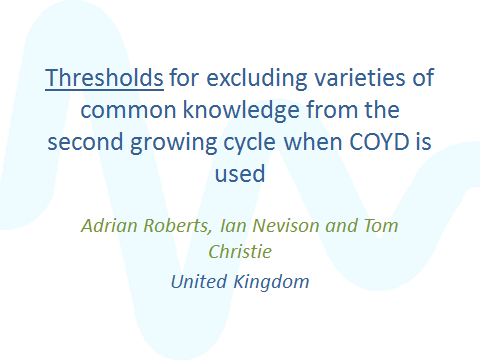 Thresholds for excluding varieties of
common knowledge from the
second growing cycle when COYD is
used
Adrian Roberts, Ian Nevison and Tom
Christie
United Kingdom